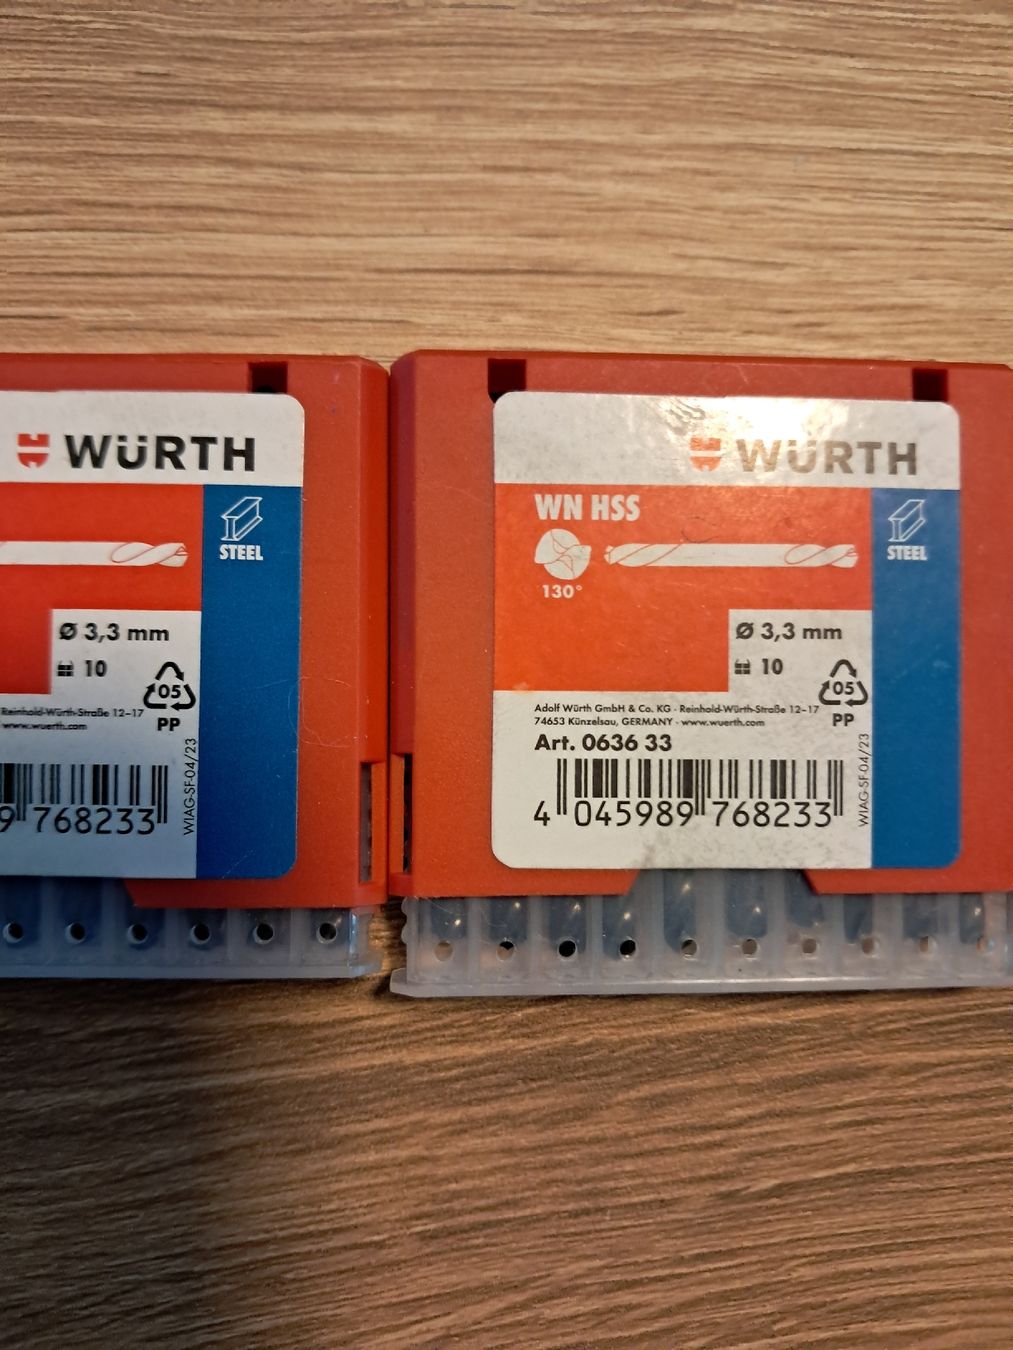 WÜRTH
STEEL
Ø 3,3 mm
10
05
PP
Reinhold-Würth-Straße 12-17
www.wuerth.com
WIAG-SF-04/23
9 768233
WÜRTH
WN HSS
STEEL
130°
Ø 3,3 mm
10
05
PP
Adolf Würth GmbH & Co. KG · Reinhold-Würth-Straße 12-17
74653 Künzelsau, GERMANY · www.wuerth.com
Art. 0636 33
WIAG-SF-04/23
4 045989 768233